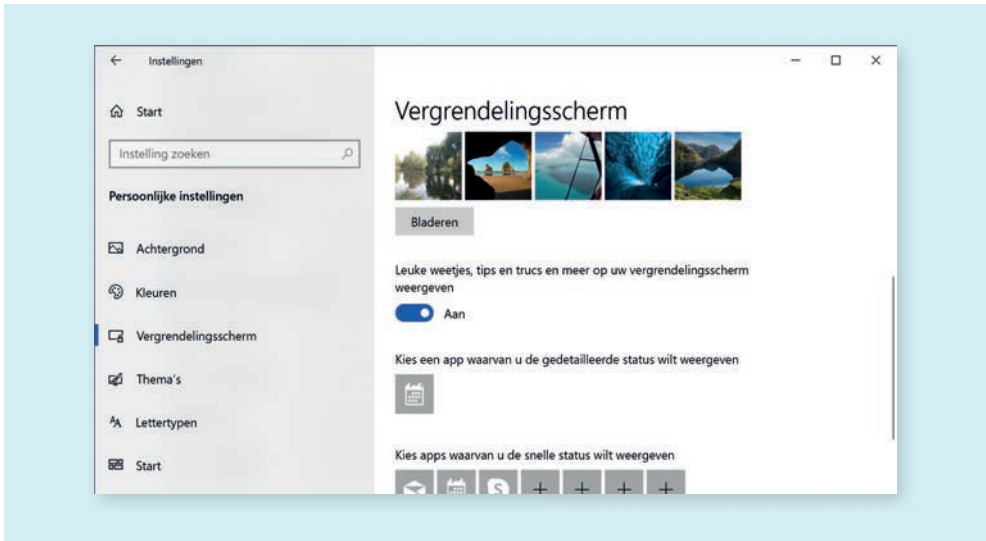 Instellingen
Start
Instelling zoeken
Persoonlijke instellingen
Achtergrond
Kleuren
Vergrendelingsscherm
Thema's
Lettertypen
Start
Vergrendelingsscherm
Bladeren
Leuke weetjes, tips en trucs en meer op uw vergrendelingsscherm
weergeven
Aan
Kies een app waarvan u de gedetailleerde status wilt weergeven
Kies apps waarvan u de snelle status wilt weergeven